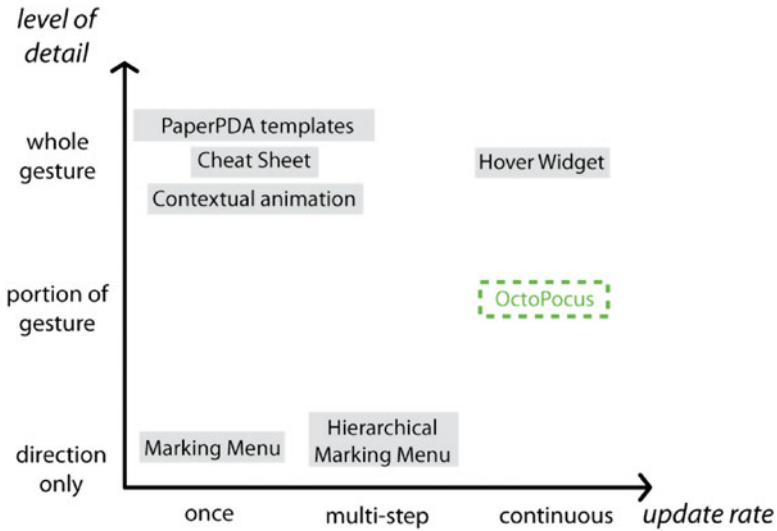 level of
detail
whole
gesture
PaperPDA templates
Cheat Sheet
Contextual animation
Hover Widget
portion of
gesture
OctoPocus
direction
only
Marking Menu
Hierarchical
Marking Menu
once
multi-step
continuous
update rate